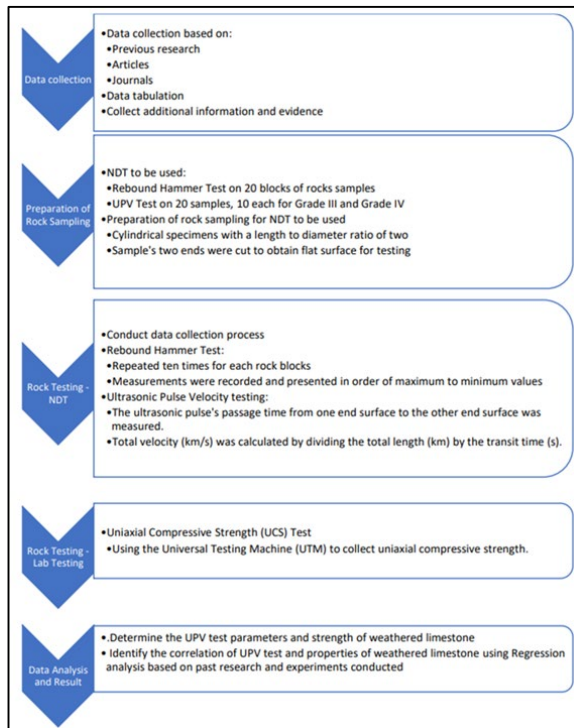 Data collection
•Data collection based on:
•Previous research
•Articles
•Journals
•Data tabulation
•Collect additional information and evidence
Preparation of
Rock Sampling
•NDT to be used:
•Rebound Hammer Test on 20 blocks of rocks samples
•UPV Test on 20 samples, 10 each for Grade III and Grade IV
•Preparation of rock sampling for NDT to be used
•Cylindrical specimens with a length to diameter ratio of two
•Sample's two ends were cut to obtain flat surface for testing
Rock Testing -
NDT
•Conduct data collection process
•Rebound Hammer Test:
•Repeated ten times for each rock blocks
•Measurements were recorded and presented in order of maximum to minimum values
•Ultrasonic Pulse Velocity testing:
•The ultrasonic pulse's passage time from one end surface to the other end surface was
measured.
•Total velocity (km/s) was calculated by dividing the total length (km) by the transit time (s).
Rock Testing -
Lab Testing
•Uniaxial Compressive Strength (UCS) Test
•Using the Universal Testing Machine (UTM) to collect uniaxial compressive strength.
Data Analysis
and Result
•.Determine the UPV test parameters and strength of weathered limestone
• Identify the correlation of UPV test and properties of weathered limestone using Regression
analysis based on past research and experiments conducted